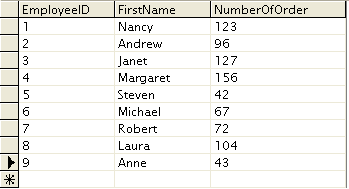 EmployeeID FirstName NumberOfOrder
1 Nancy 123
2 Andrew 96
3 Janet 127
4 Margaret 156
5 Steven 42
6 Michael 67
7 Robert 72
8 Laura 104
9 Anne 43